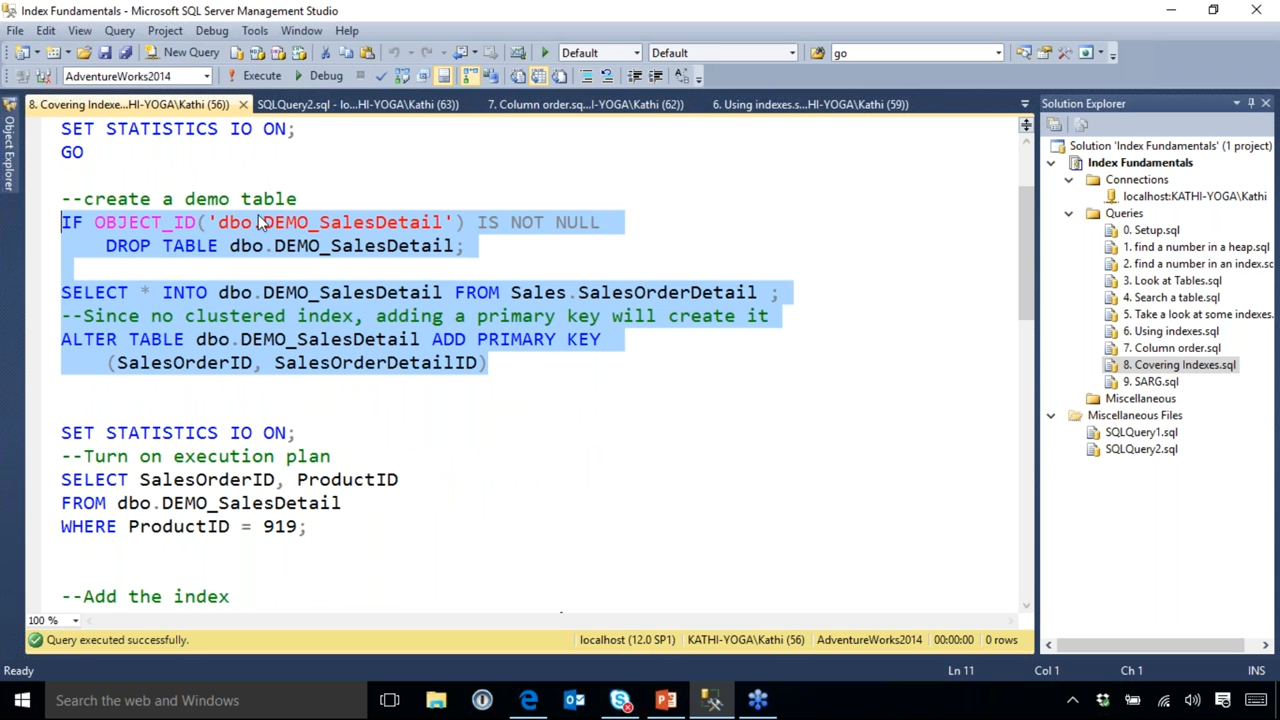 Index Fundamentals - Microsoft SQL Server Management Studio
File Edit View Query Project Debug Tools Window Help
New Query Default Default go
AdventureWorks2014 ! Execute Debug
8. Covering Indexe...HI-YOGA\Kathi (56)) SQLQuery2.sql - lo...HI-YOGA\Kathi (63)) 7. Column order.sq...I-YOGA\Kathi (62)) 6. Using indexes.s...HI-YOGA\Kathi (59))
Object Explorer
SET STATISTICS IO ON;
GO
--create a demo table
IF OBJECT_ID('dbo.DEMO_SalesDetail') IS NOT NULL
DROP TABLE dbo.DEMO_SalesDetail;
SELECT * INTO dbo.DEMO_SalesDetail FROM Sales.SalesOrderDetail ;
--Since no clustered index, adding a primary key will create it
ALTER TABLE dbo.DEMO_SalesDetail ADD PRIMARY KEY
(SalesOrderID, SalesOrderDetailID)
SET STATISTICS IO ON;
--Turn on execution plan
SELECT SalesOrderID, ProductID
FROM dbo.DEMO_SalesDetail
WHERE ProductID = 919;
--Add the index
100 %
Query executed successfully. localhost (12.0 SP1) KATHI-YOGA\Kathi (56) AdventureWorks2014 00:00:00 0 rows
Solution Explorer
Solution 'Index Fundamentals' (1 project)
Index Fundamentals
Connections
localhost:KATHI-YOGA\Kathi
Queries
0. Setup.sql
1. find a number in a heap.sql
2. find a number in an index.sc
3. Look at Tables.sql
4. Search a table.sql
5. Take a look at some indexes.
6. Using indexes.sql
7. Column order.sql
8. Covering Indexes.sql
9. SARG.sql
Miscellaneous
Miscellaneous Files
SQLQuery1.sql
SQLQuery2.sql
Ready Ln 11 Col 1 Ch 1 INS
Search the web and Windows